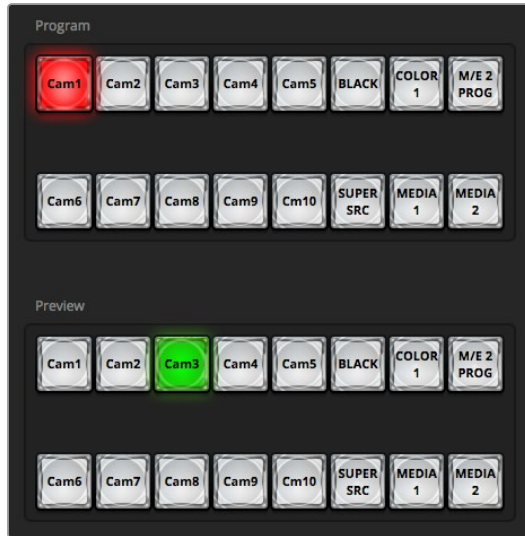 Program
Cam1 Cam2 Cam3 Cam4 Cam5 BLACK COLOR 1 M/E 2 PROG
Cam6 Cam7 Cam8 Cam9 Cm10 SUPER SRC MEDIA 1 MEDIA 2
Preview
Cam1 Cam2 Cam3 Cam4 Cam5 BLACK COLOR 1 M/E 2 PROG
Cam6 Cam7 Cam8 Cam9 Cm10 SUPER SRC MEDIA 1 MEDIA 2